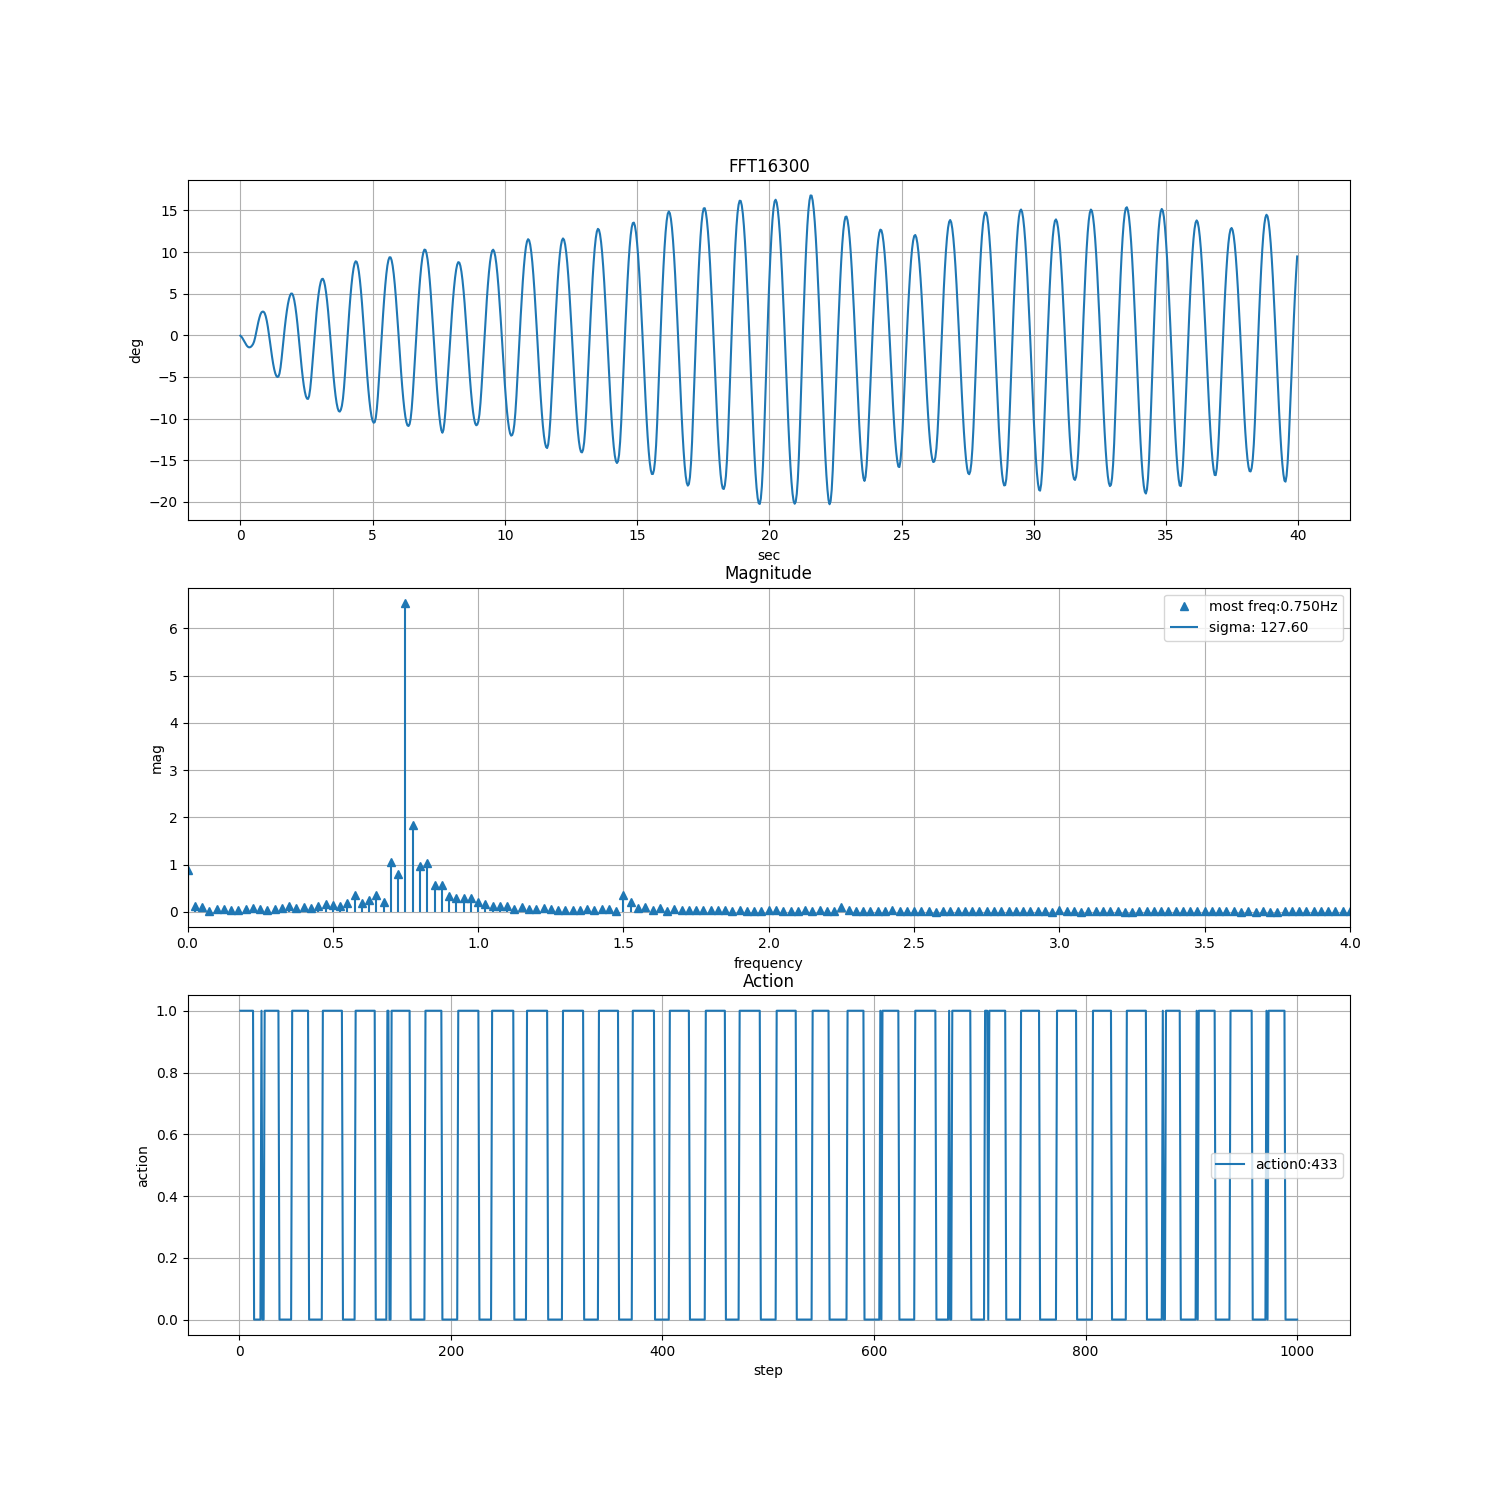 FFT16300
15
10
5
0
−5
−10
−15
−20
deg
0 5 10 15 20 25 30 35 40
sec
Magnitude
most freq:0.750Hz
sigma: 127.60
6
5
4
3
2
1
0
mag
0.0 0.5 1.0 1.5 2.0 2.5 3.0 3.5 4.0
frequency
Action
1.0
0.8
0.6
0.4
0.2
0.0
action
action0:433
0 200 400 600 800 1000
step